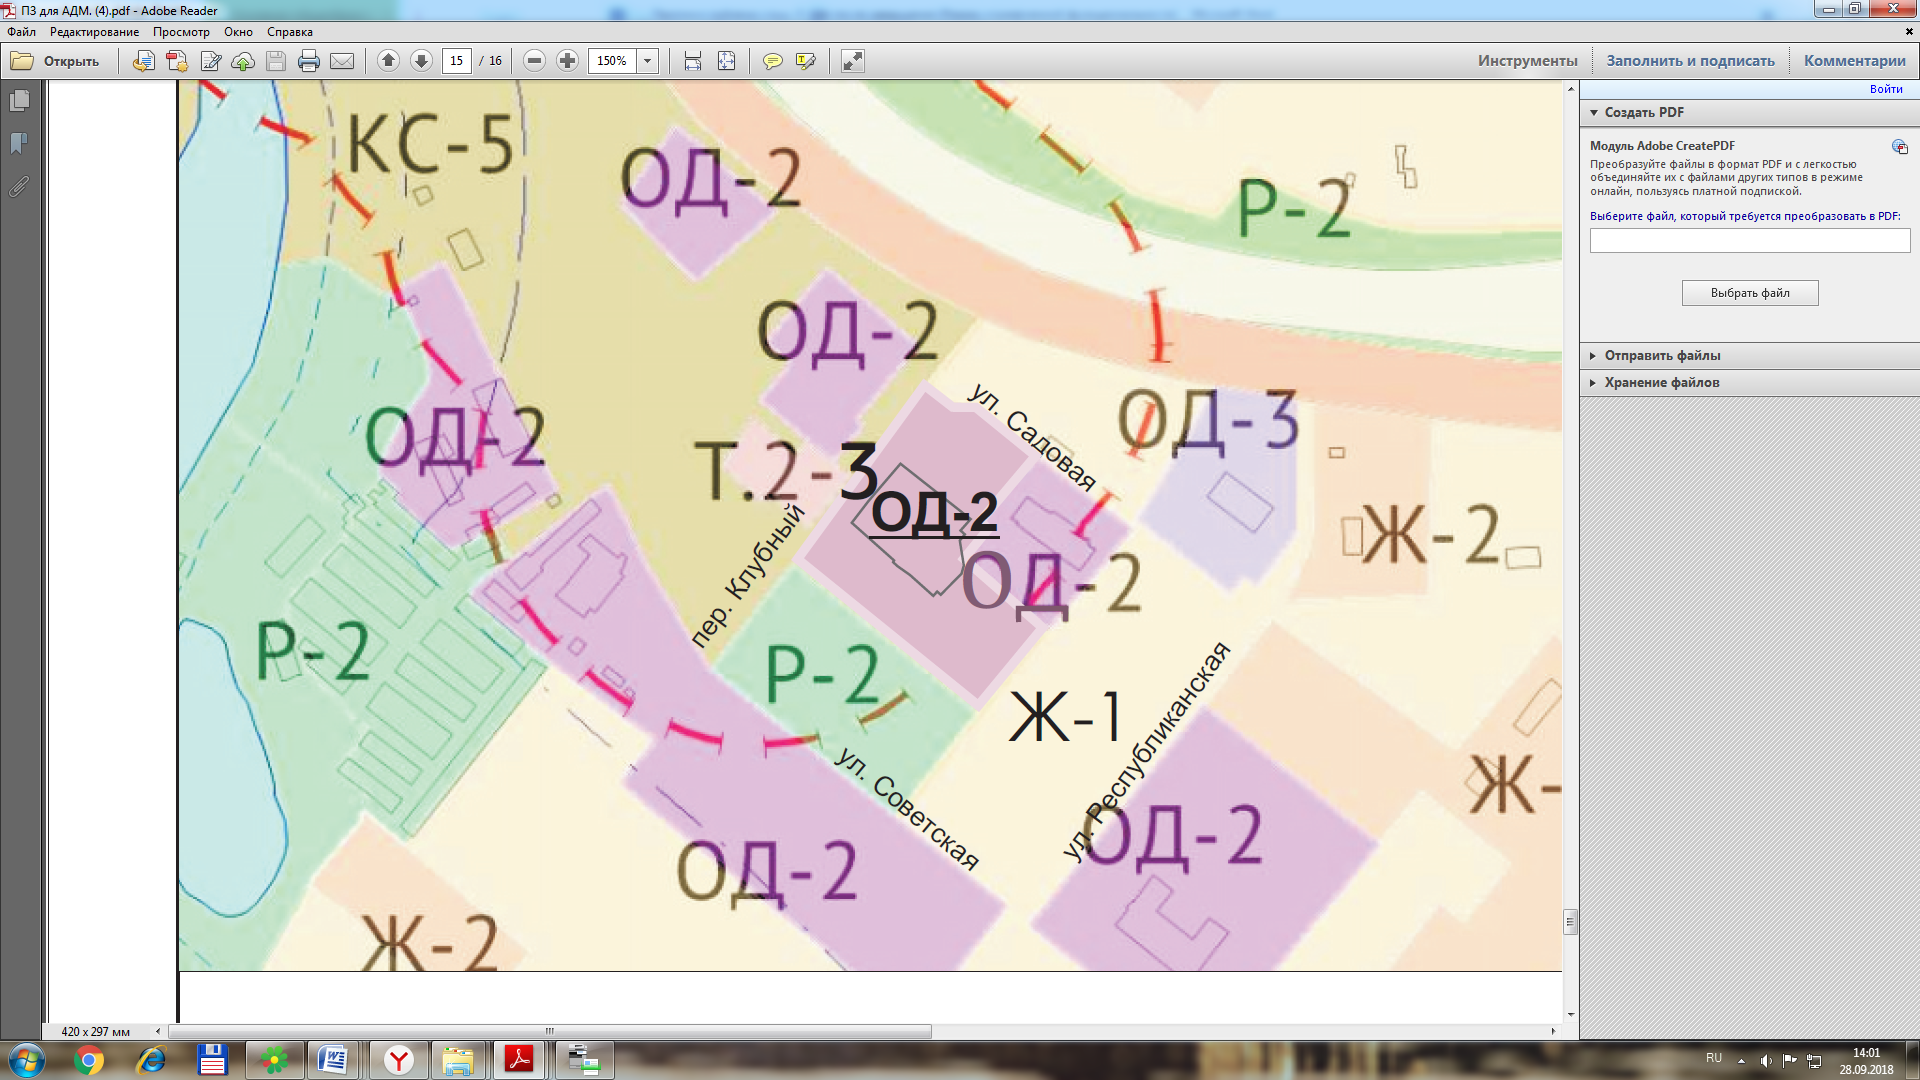 ПЗ для АДМ. (4).pdf - Adobe Reader
Файл Редактирование Просмотр Окно Справка
Открыть 15 / 16 150% Инструменты Заполнить и подписать Комментарии
Войти
Создать PDF
Модуль Adobe CreatePDF
Преобразуйте файлы в формат PDF и с легкостью
объединяйте их с файлами других типов в режиме
онлайн, пользуясь платной подпиской.
Выберите файл, который требуется преобразовать в PDF:
Выбрать файл
Отправить файлы
Хранение файлов
КС-5
ОД-2
Р-2
ОД-2
ул. Садовая
ОД-3
ОД-2
Т.2-3
ОД-2
Ж-2
пер. Клубный
ОД-2
Р-2
Р-2
Ж-1
ул. Республиканская
ул. Советская
Ж-
ОД-2
ОД-2
Ж-2
420 x 297 мм
RU
14:01
28.09.2018